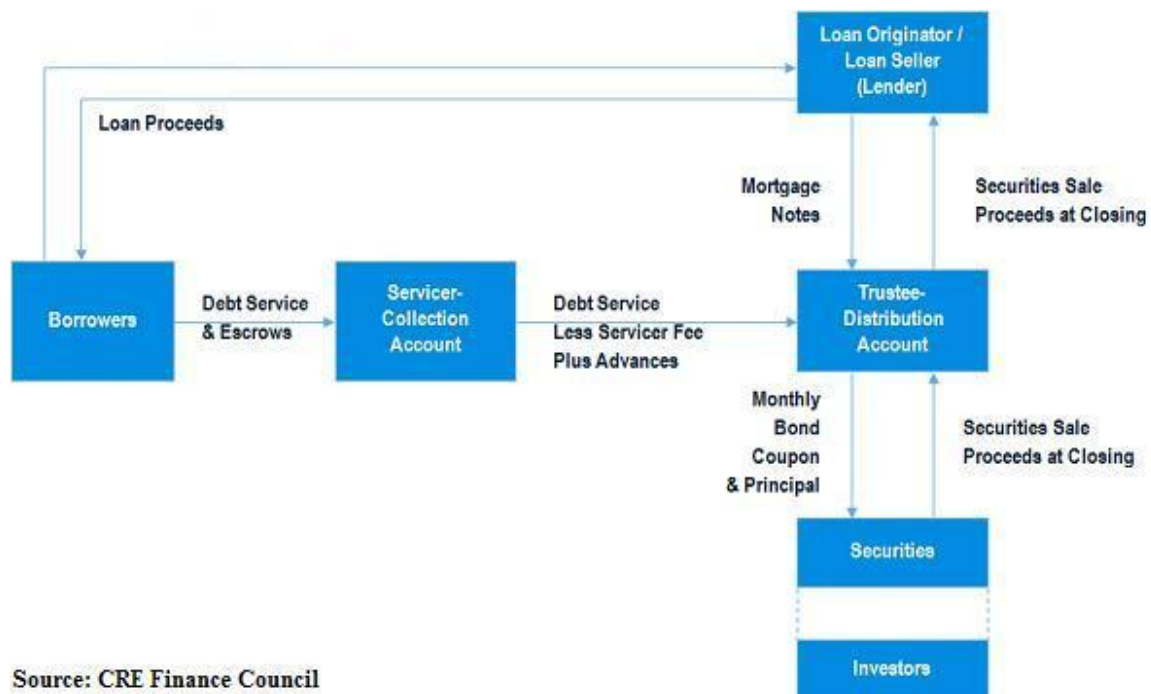 Loan Originator /
Loan Seller
(Lender)
Loan Proceeds
Mortgage
Notes
Securities Sale
Proceeds at Closing
Borrowers
Debt Service
& Escrows
Servicer-
Collection
Account
Debt Service
Less Servicer Fee
Plus Advances
Trustee-
Distribution
Account
Monthly
Bond
Coupon
& Principal
Securities Sale
Proceeds at Closing
Securities
Investors
Source: CRE Finance Council